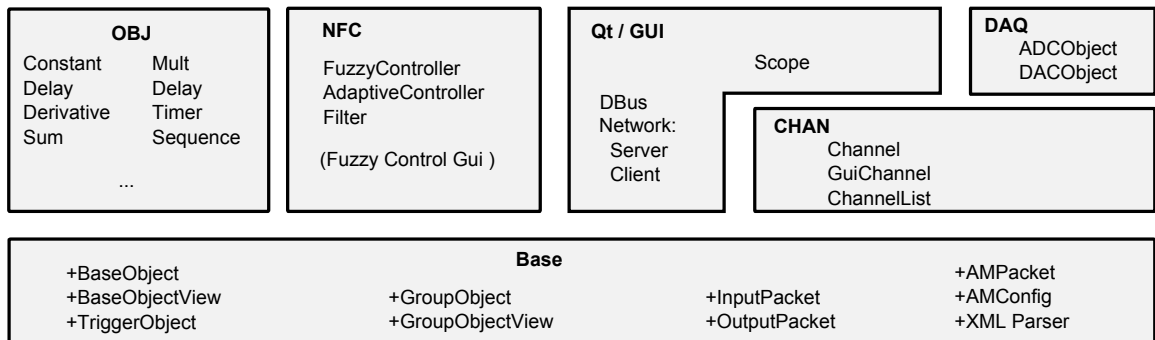 OBJ
Constant Mult
Delay Delay
Derivative Timer
Sum Sequence
...
NFC
FuzzyController
AdaptiveController
Filter
(Fuzzy Control Gui )
Qt / GUI
Scope
DBus
Network:
Server
Client
DAQ
ADCObject
DACObject
CHAN
Channel
GuiChannel
ChannelList
Base
+BaseObject
+BaseObjectView
+TriggerObject
+GroupObject
+GroupObjectView
+InputPacket
+OutputPacket
+AMPacket
+AMConfig
+XML Parser